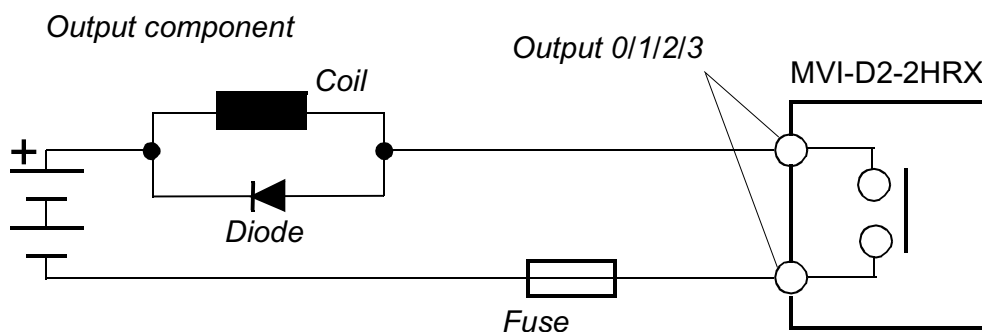 Output component
Output 0/1/2/3
MVI-D2-2HRX
Coil
+
Diode
Fuse